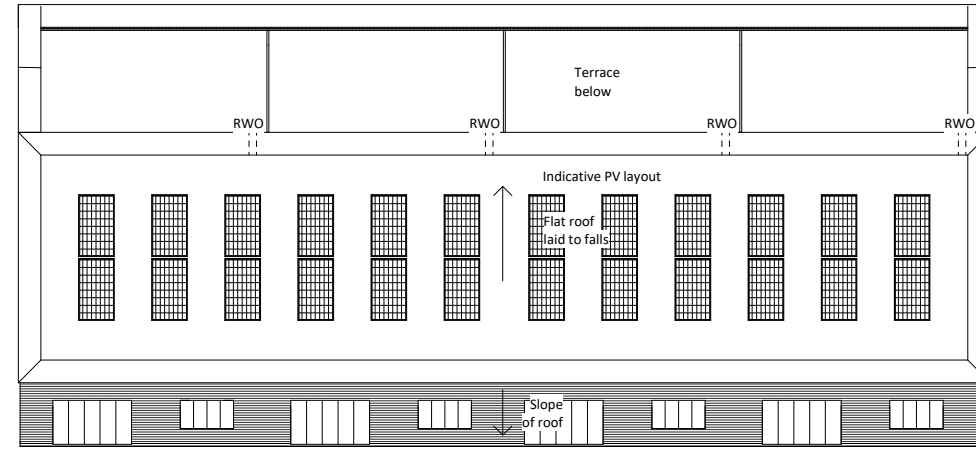 Terrace
below
RWO
RWO
RWO
RWO
Indicative PV layout
Flat roof
laid to falls
Slope
of roof